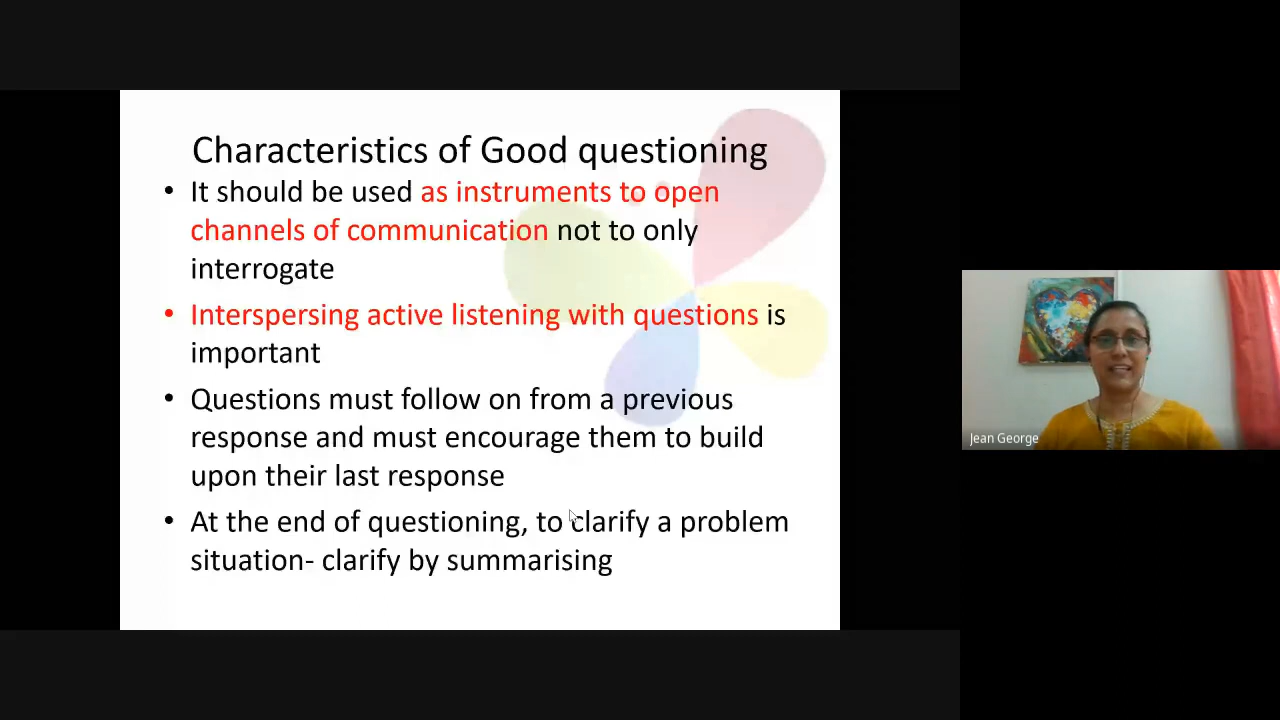 Characteristics of Good questioning
• It should be used as instruments to open
channels of communication not to only
interrogate
• Interspersing active listening with questions is
important
• Questions must follow on from a previous
response and must encourage them to build
upon their last response
• At the end of questioning, to clarify a problem
situation- clarify by summarising
Jean George